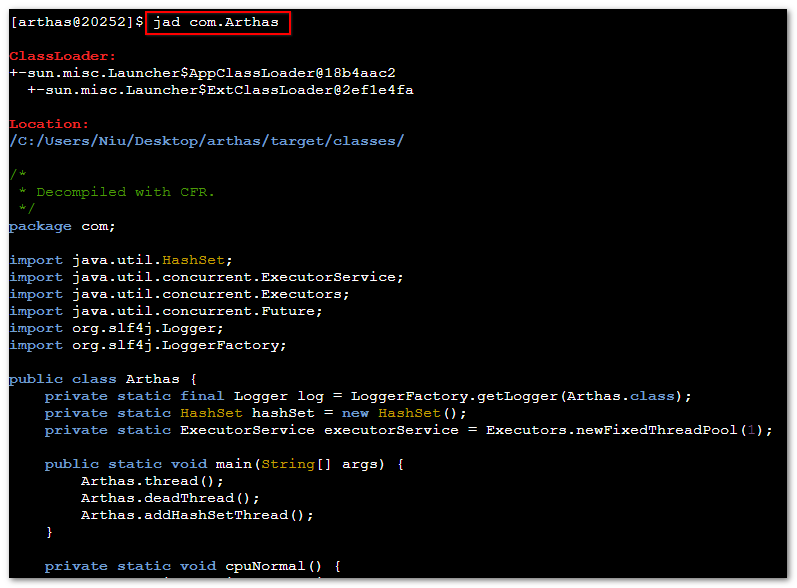 [arthas@20252]$ jad com.Arthas
ClassLoader:
+-sun.misc.Launcher$AppClassLoader@18b4aac2
  +-sun.misc.Launcher$ExtClassLoader@2ef1e4fa
Location:
/C:/Users/Niu/Desktop/arthas/target/classes/
/*
 * Decompiled with CFR.
 */
package com;
import java.util.HashSet;
import java.util.concurrent.ExecutorService;
import java.util.concurrent.Executors;
import java.util.concurrent.Future;
import org.slf4j.Logger;
import org.slf4j.LoggerFactory;
public class Arthas {
    private static final Logger log = LoggerFactory.getLogger(Arthas.class);
    private static HashSet hashSet = new HashSet();
    private static ExecutorService executorService = Executors.newFixedThreadPool(1);
    public static void main(String[] args) {
        Arthas.thread();
        Arthas.deadThread();
        Arthas.addHashSetThread();
    }
    private static void cpuNormal() {